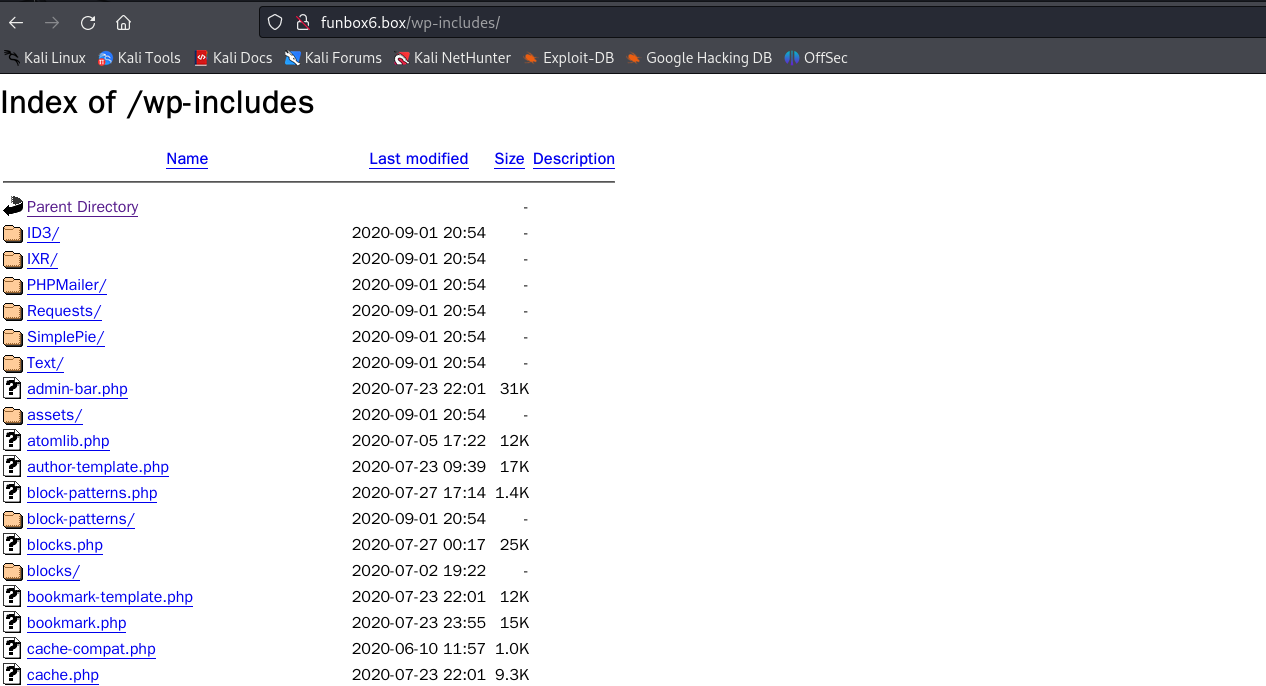 funbox6.box/wp-includes/
Kali Linux Kali Tools Kali Docs Kali Forums Kali NetHunter Exploit-DB Google Hacking DB OffSec
Index of /wp-includes
Name Last modified Size Description
Parent Directory -
ID3/ 2020-09-01 20:54 -
IXR/ 2020-09-01 20:54 -
PHPMailer/ 2020-09-01 20:54 -
Requests/ 2020-09-01 20:54 -
SimplePie/ 2020-09-01 20:54 -
Text/ 2020-09-01 20:54 -
admin-bar.php 2020-07-23 22:01 31K
assets/ 2020-09-01 20:54 -
atomlib.php 2020-07-05 17:22 12K
author-template.php 2020-07-23 09:39 17K
block-patterns.php 2020-07-27 17:14 1.4K
block-patterns/ 2020-09-01 20:54 -
blocks.php 2020-07-27 00:17 25K
blocks/ 2020-07-02 19:22 -
bookmark-template.php 2020-07-23 22:01 12K
bookmark.php 2020-07-23 23:55 15K
cache-compat.php 2020-06-10 11:57 1.0K
cache.php 2020-07-23 22:01 9.3K